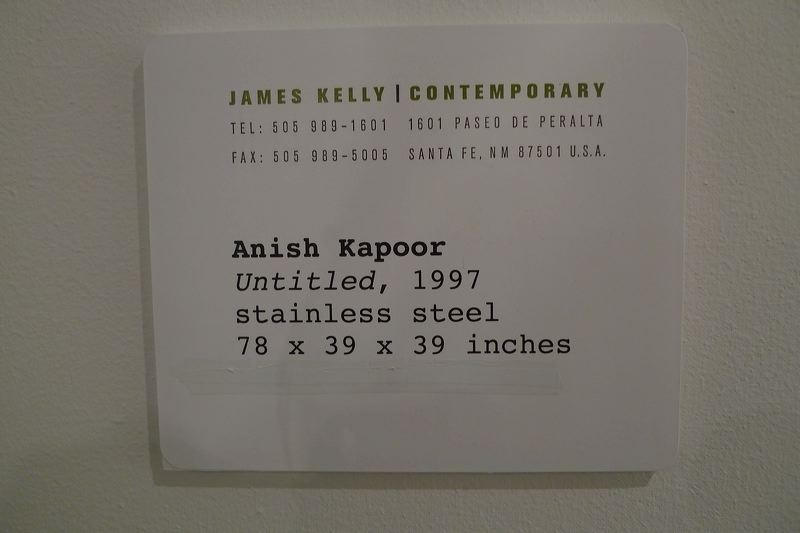 JAMES KELLY | CONTEMPORARY
TEL: 505 989-1601 1601 PASEO DE PERALTA
FAX: 505 989-5005 SANTA FE, NM 87501 U.S.A.
Anish Kapoor
Untitled, 1997
stainless steel
78 x 39 x 39 inches